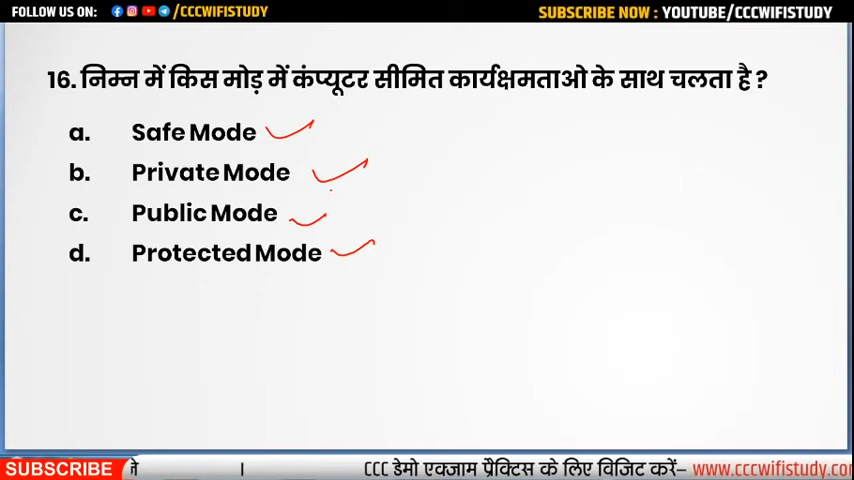 FOLLOW US ON: /CCCWIFISTUDY SUBSCRIBE NOW : YOUTUBE/CCCWIFISTUDY
16. निम्न में किस मोड़ में कंप्यूटर सीमित कार्यक्षमताओ के साथ चलता है ?
a. Safe Mode
b. Private Mode
c. Public Mode
d. Protected Mode
SUBSCRIBE ने । CCC डेमो एक्जाम प्रैक्टिस के लिए विजिट करें– www.cccwifistudy.co